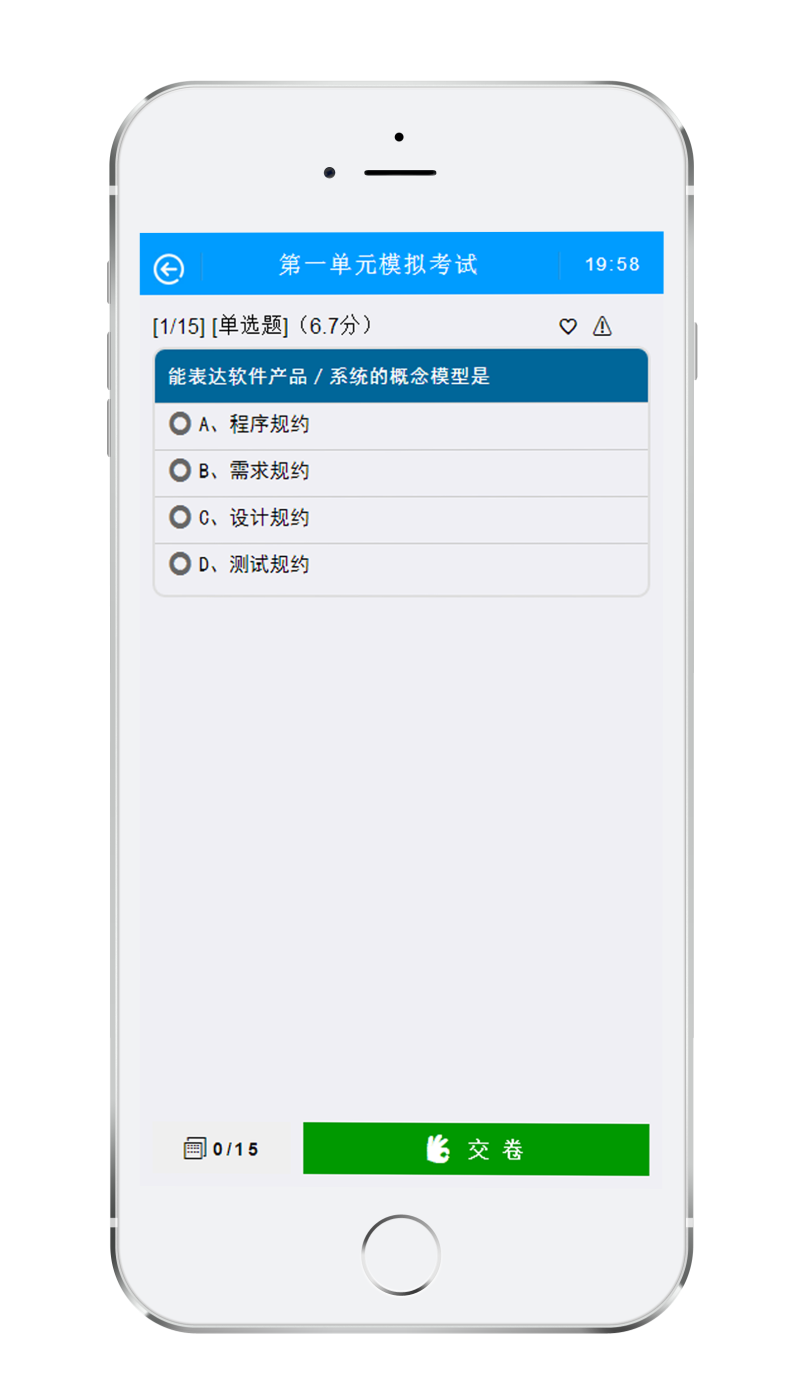 第一单元模拟考试 19:58
[1/15] [单选题]（6.7分）
能表达软件产品 / 系统的概念模型是
A、程序规约
B、需求规约
C、设计规约
D、测试规约
0/15 交 卷